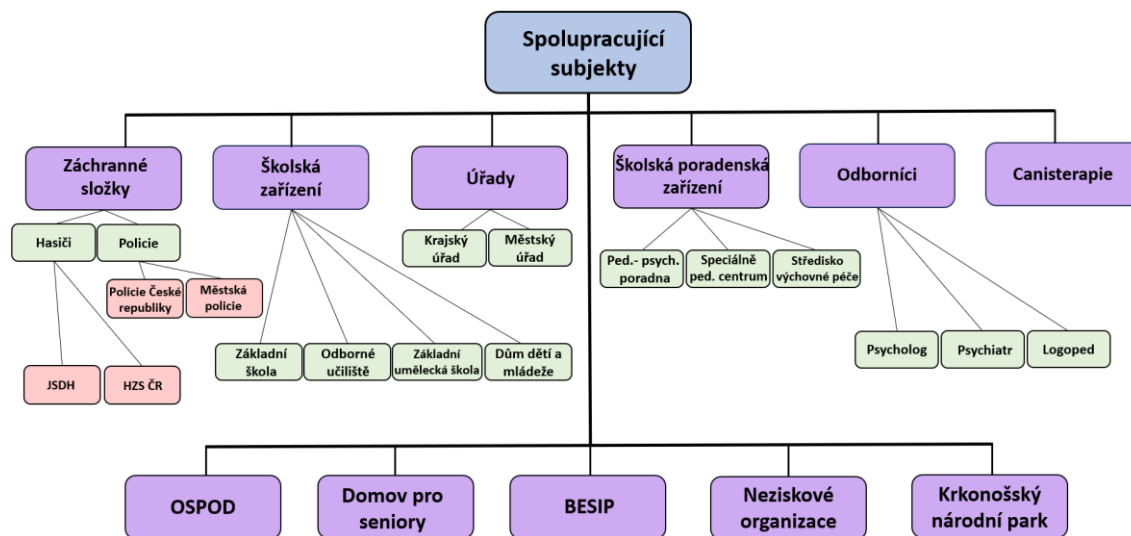 Spolupracující
subjekty
Záchranné
složky
Školská
zařízení
Úřady
Školská poradenská
zařízení
Odborníci
Canisterapie
Hasiči
Policie
Krajský
úřad
Městský
úřad
Ped.- psych.
poradna
Speciálně
ped. centrum
Středisko
výchovné péče
Policie České
republiky
Městská
policie
Základní
škola
Odborné
učiliště
Základní
umělecká škola
Dům dětí a
mládeže
Psycholog
Psychiatr
Logoped
JSDH
HZS ČR
OSPOD
Domov pro
seniory
BESIP
Neziskové
organizace
Krkonošský
národní park